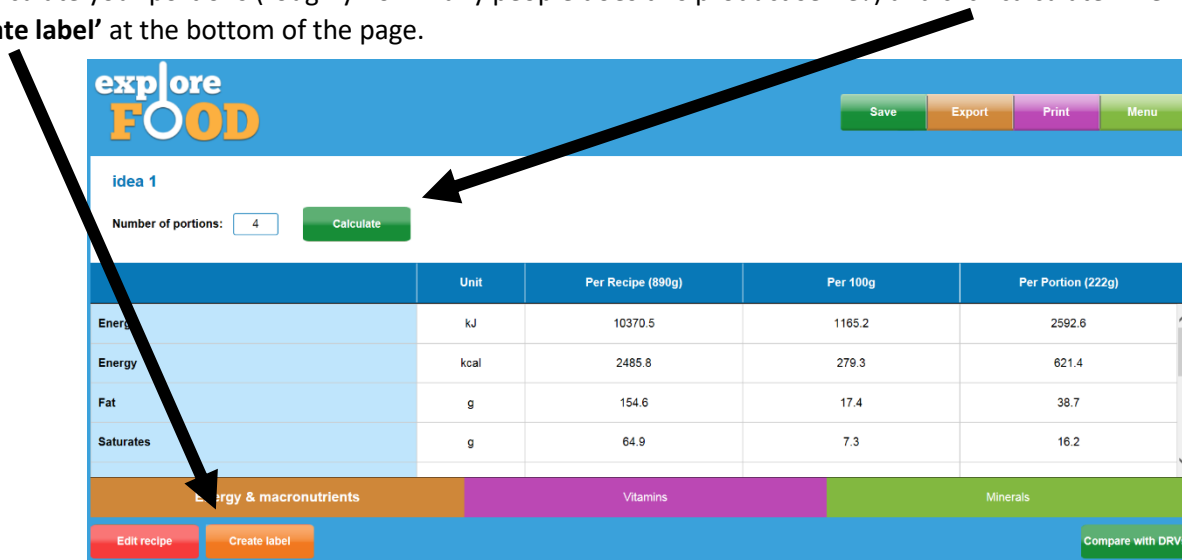 ate label' at the bottom of the page.
explore
FOOD
Save Export Print Menu
idea 1
Number of portions: 4 Calculate
Unit Per Recipe (890g) Per 100g Per Portion (222g)
Energy kJ 10370.5 1165.2 2592.6
Energy kcal 2485.8 279.3 621.4
Fat g 154.6 17.4 38.7
Saturates g 64.9 7.3 16.2
Energy & macronutrients Vitamins Minerals
Edit recipe Create label Compare with DRV